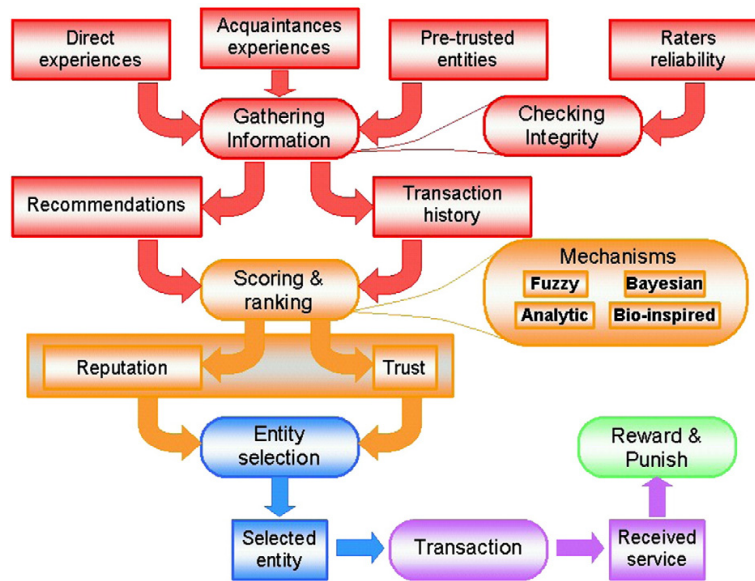 Direct
experiences
Acquaintances
experiences
Pre-trusted
entities
Raters
reliability
Gathering
Information
Checking
Integrity
Recommendations
Transaction
history
Scoring &
ranking
Mechanisms
Fuzzy
Bayesian
Analytic
Bio-inspired
Reputation
Trust
Entity
selection
Reward &
Punish
Selected
entity
Transaction
Received
service